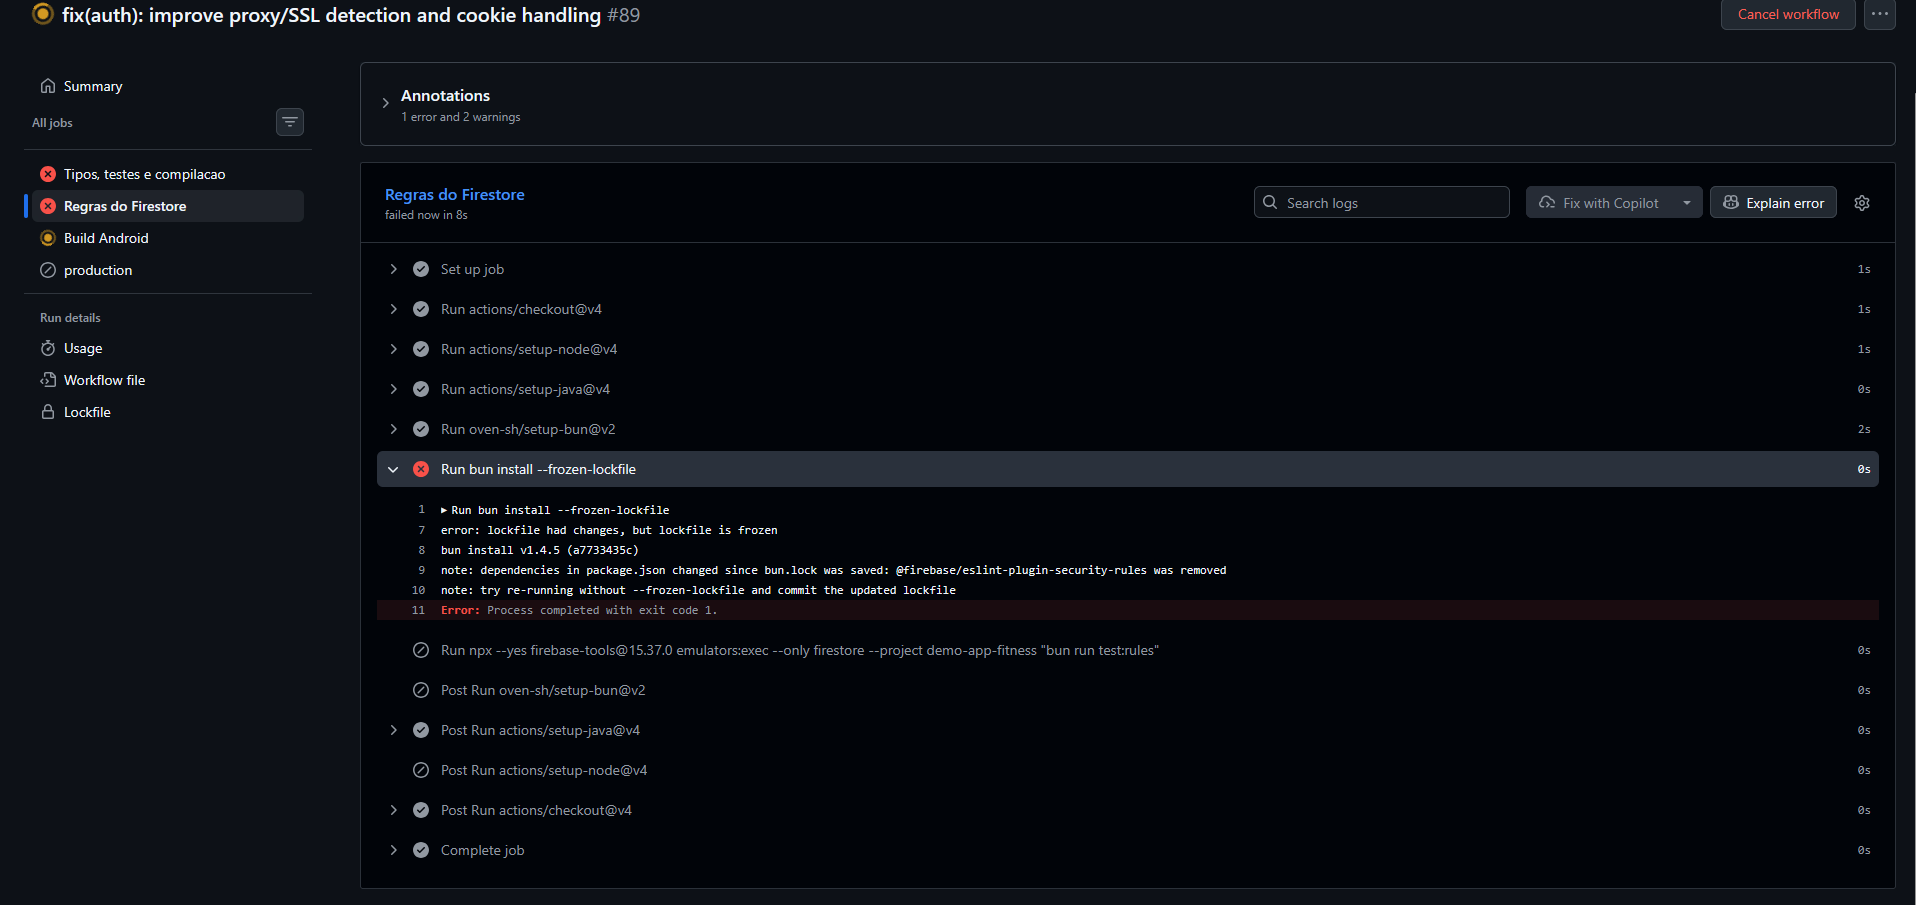 fix(auth): improve proxy/SSL detection and cookie handling #89
Cancel workflow
Summary
All jobs
Tipos, testes e compilacao
Regras do Firestore
Build Android
production
Run details
Usage
Workflow file
Lockfile
Annotations
1 error and 2 warnings
Regras do Firestore
failed now in 8s
Search logs
Fix with Copilot
Explain error
Set up job 1s
Run actions/checkout@v4 1s
Run actions/setup-node@v4 1s
Run actions/setup-java@v4 0s
Run oven-sh/setup-bun@v2 2s
Run bun install --frozen-lockfile 0s
1 Run bun install --frozen-lockfile
7 error: lockfile had changes, but lockfile is frozen
8 bun install v1.4.5 (a7733435c)
9 note: dependencies in package.json changed since bun.lock was saved: @firebase/eslint-plugin-security-rules was removed
10 note: try re-running without --frozen-lockfile and commit the updated lockfile
11 Error: Process completed with exit code 1.
Run npx --yes firebase-tools@15.37.0 emulators:exec --only firestore --project demo-app-fitness "bun run test:rules" 0s
Post Run oven-sh/setup-bun@v2 0s
Post Run actions/setup-java@v4 0s
Post Run actions/setup-node@v4 0s
Post Run actions/checkout@v4 0s
Complete job 0s